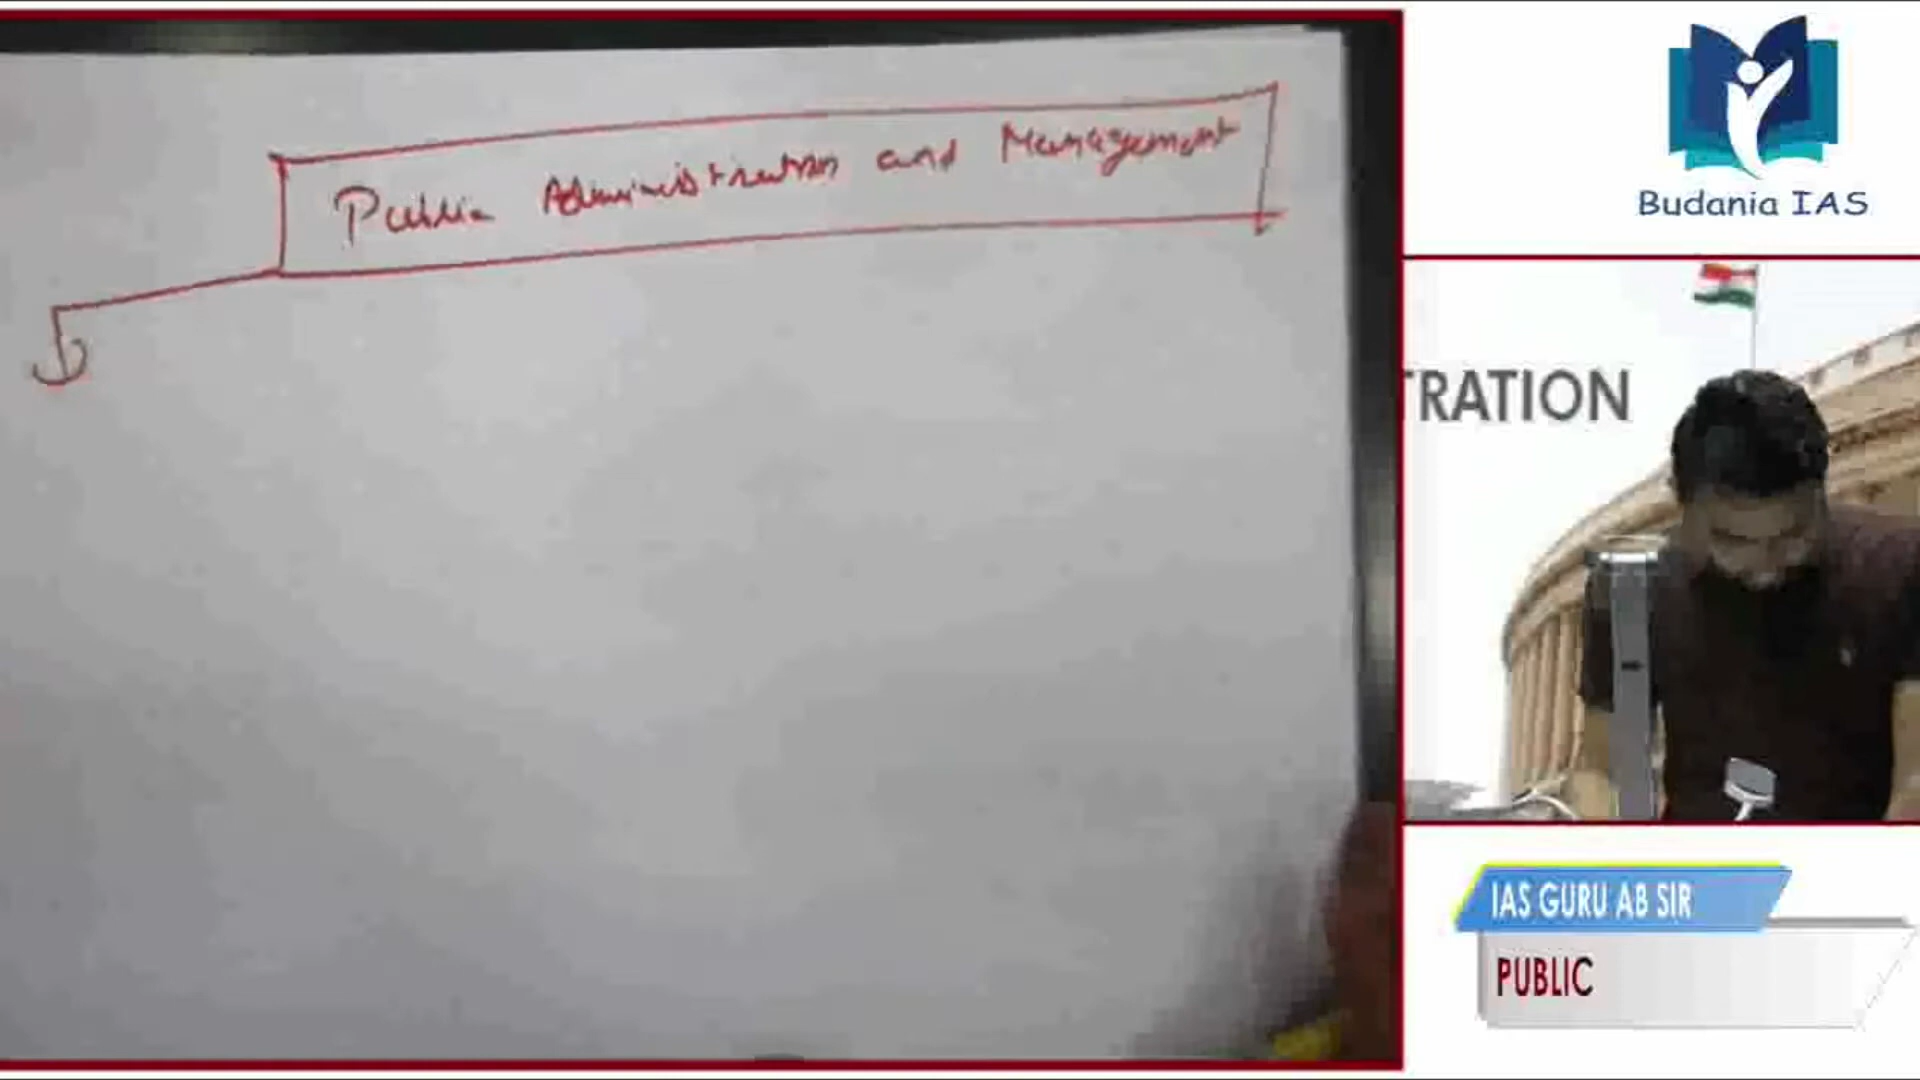 Public Administration and Management
Budania IAS
TRATION
IAS GURU AB SIR
PUBLIC